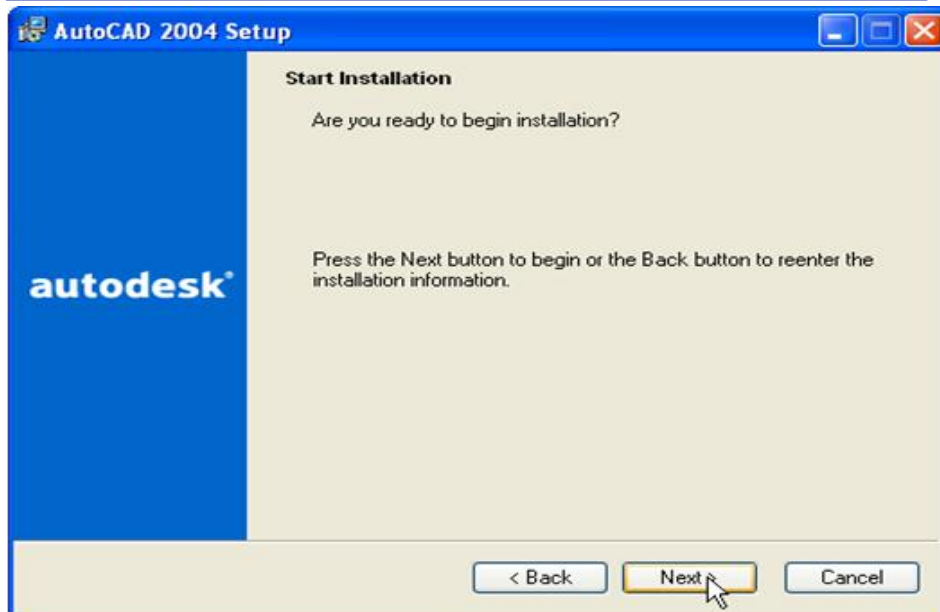 AutoCAD 2004 Setup
Start Installation
Are you ready to begin installation?
Press the Next button to begin or the Back button to reenter the
installation information.
autodesk®
< Back
Next >
Cancel